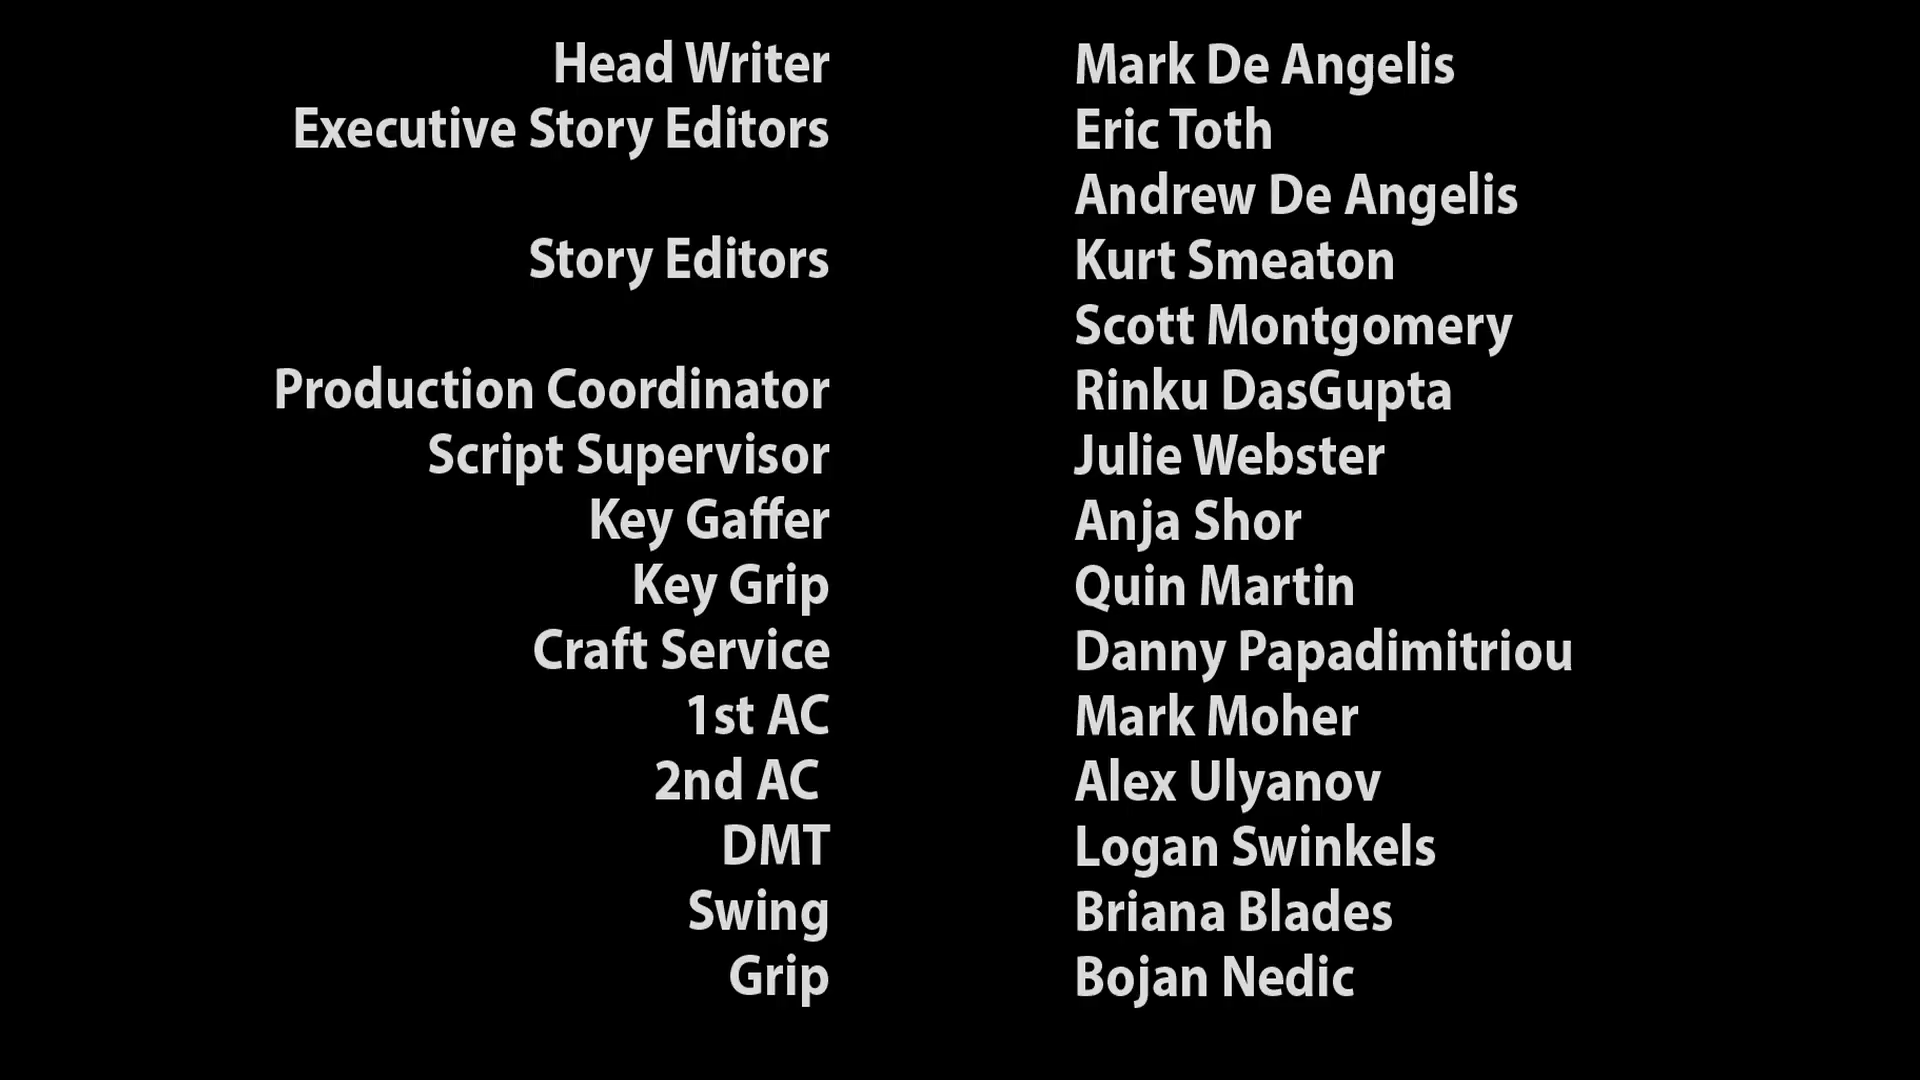 Head Writer Mark De Angelis
Executive Story Editors Eric Toth
Andrew De Angelis
Story Editors Kurt Smeaton
Scott Montgomery
Production Coordinator Rinku DasGupta
Script Supervisor Julie Webster
Key Gaffer Anja Shor
Key Grip Quin Martin
Craft Service Danny Papadimitriou
1st AC Mark Moher
2nd AC Alex Ulyanov
DMT Logan Swinkels
Swing Briana Blades
Grip Bojan Nedic